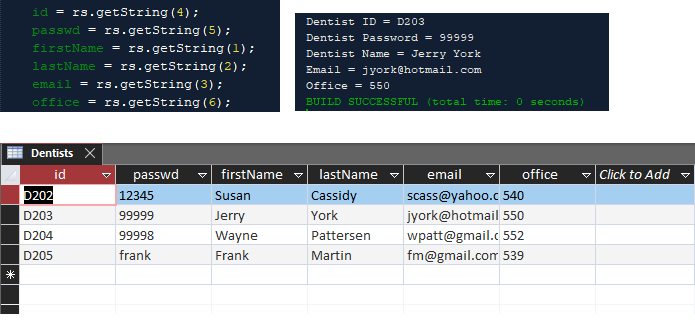 id = rs.getString(4);
passwd = rs.getString(5);
firstName = rs.getString(1);
lastName = rs.getString(2);
email = rs.getString(3);
office = rs.getString(6);
Dentist ID = D203
Dentist Password = 99999
Dentist Name = Jerry York
Email = jyork@hotmail.com
Office = 550
BUILD SUCCESSFUL (total time: 0 seconds)
Dentists
id passwd firstName lastName email office Click to Add
D202 12345 Susan Cassidy scass@yahoo.c 540
D203 99999 Jerry York jyork@hotmail 550
D204 99998 Wayne Pattersen wpatt@gmail.c 552
D205 frank Frank Martin fm@gmail.com 539